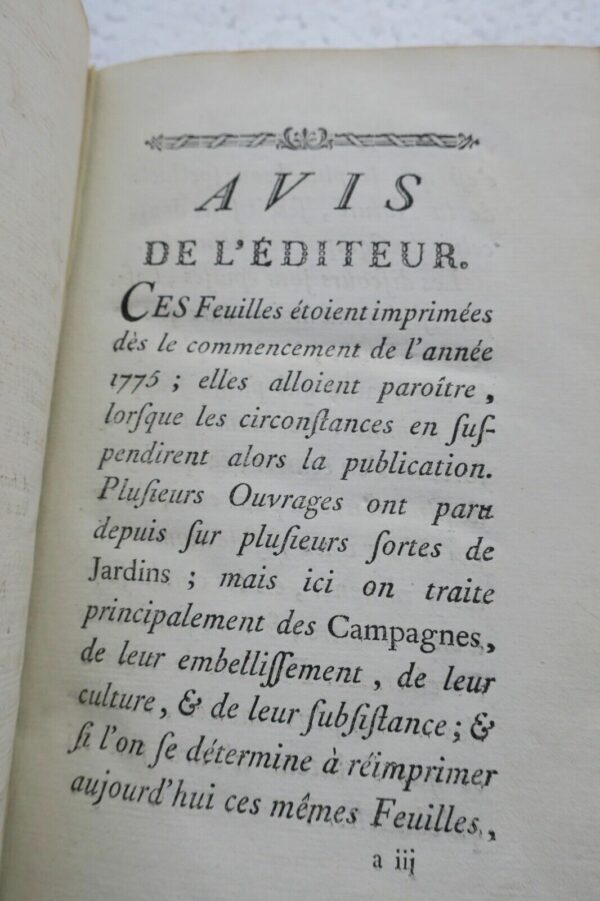 AVIS
DE L'ÉDITEUR.
CES Feuilles étoient imprimées
dès le commencement de l'année
1775 ; elles alloient paroître ,
lorſque les circonſtances en ſuſ-
pendirent alors la publication.
Pluſieurs Ouvrages ont paru
depuis ſur pluſieurs ſortes de
Jardins ; mais ici on traite
principalement des Campagnes,
de leur embelliſſement , de leur
culture, & de leur ſubſiſtance ; &
ſi l'on ſe détermine à réimprimer
aujourd'hui ces mêmes Feuilles,
a iij